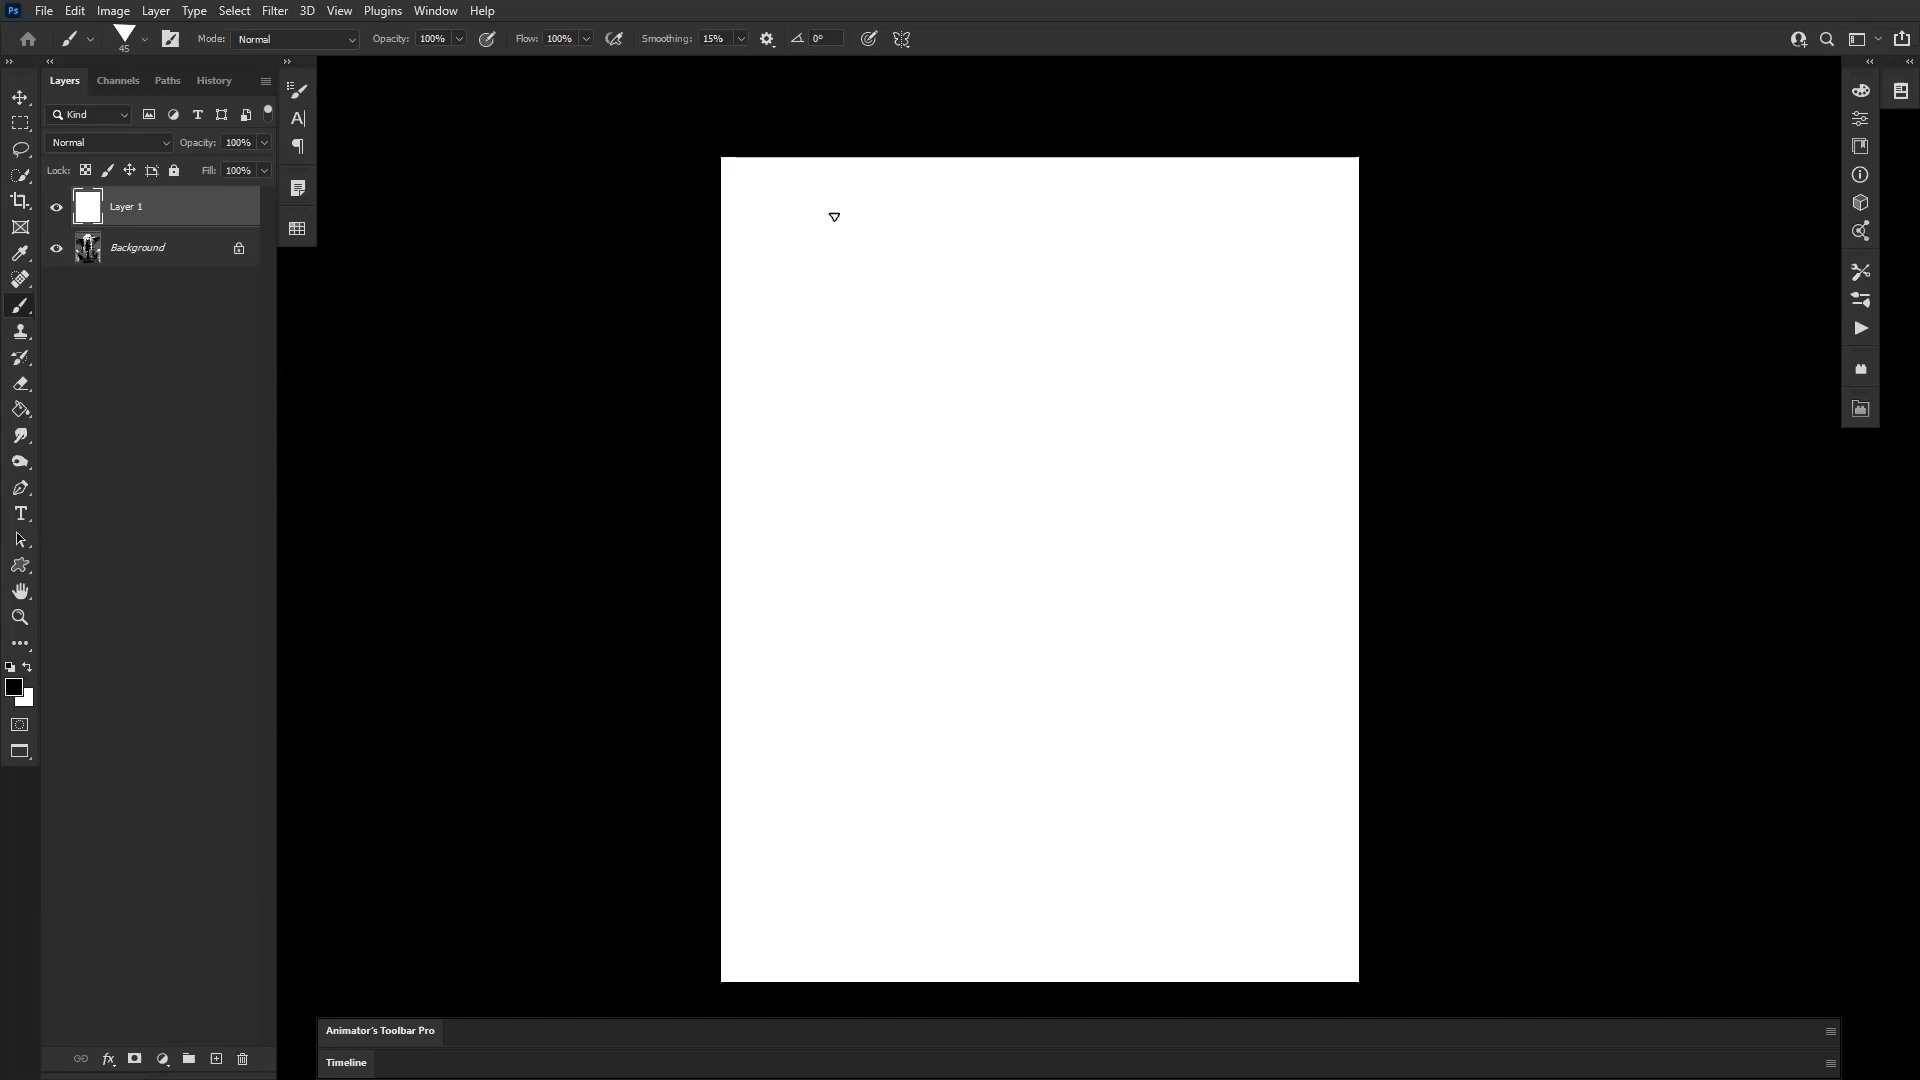 Ps File Edit Image Layer Type Select Filter 3D View Plugins Window Help
45 Mode: Normal Opacity: 100% Flow: 100% Smoothing: 15% 0°
Layers Channels Paths History
Kind
Normal Opacity: 100%
Lock: Fill: 100%
Layer 1
Background
Animator's Toolbar Pro
Timeline